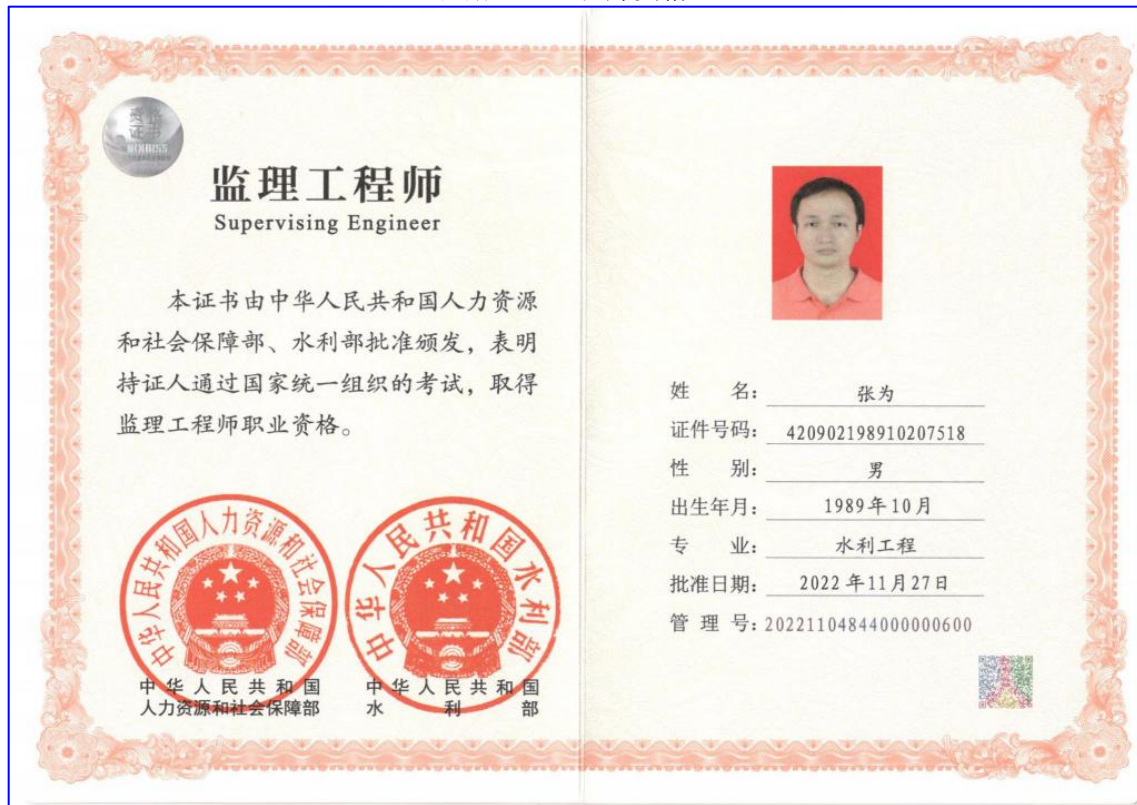 资格
证书
监理工程师
Supervising Engineer
本证书由中华人民共和国人力资源
和社会保障部、水利部批准颁发，表明
持证人通过国家统一组织的考试，取得
监理工程师职业资格。
中华人民共和国人力资源和社会保障部
中华人民共和国水利部
中华人民共和国
人力资源和社会保障部
中华人民共和国
水利部
姓 名： 张为
证件号码： 420902198910207518
性 别： 男
出生年月： 1989年10月
专 业： 水利工程
批准日期： 2022年11月27日
管 理 号：20221104844000000600